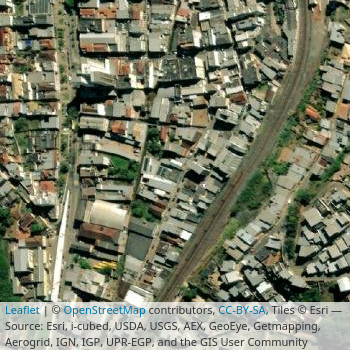 Leaflet | © OpenStreetMap contributors, CC-BY-SA, Tiles © Esri —
Source: Esri, i-cubed, USDA, USGS, AEX, GeoEye, Getmapping,
Aerogrid, IGN, IGP, UPR-EGP, and the GIS User Community